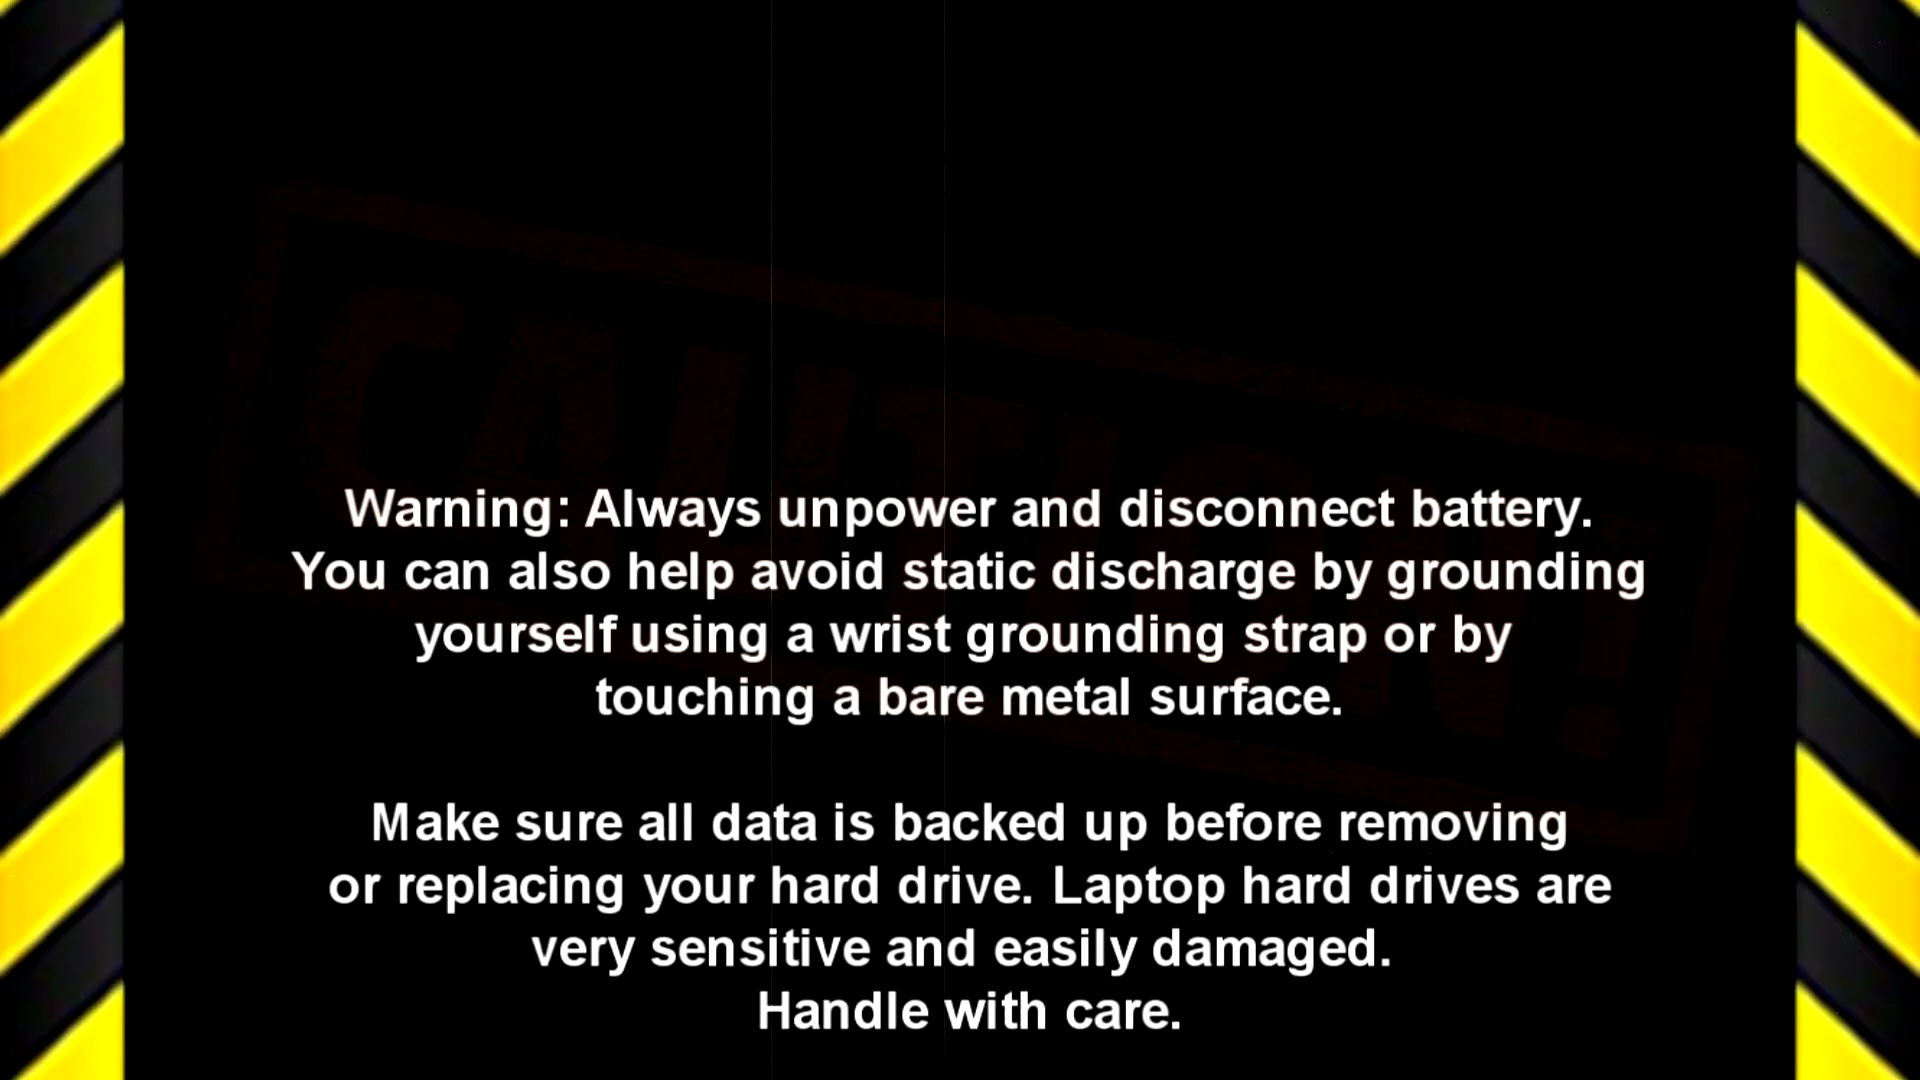 CAUTION!
Warning: Always unpower and disconnect battery.
You can also help avoid static discharge by grounding
yourself using a wrist grounding strap or by
touching a bare metal surface.
Make sure all data is backed up before removing
or replacing your hard drive. Laptop hard drives are
very sensitive and easily damaged.
Handle with care.